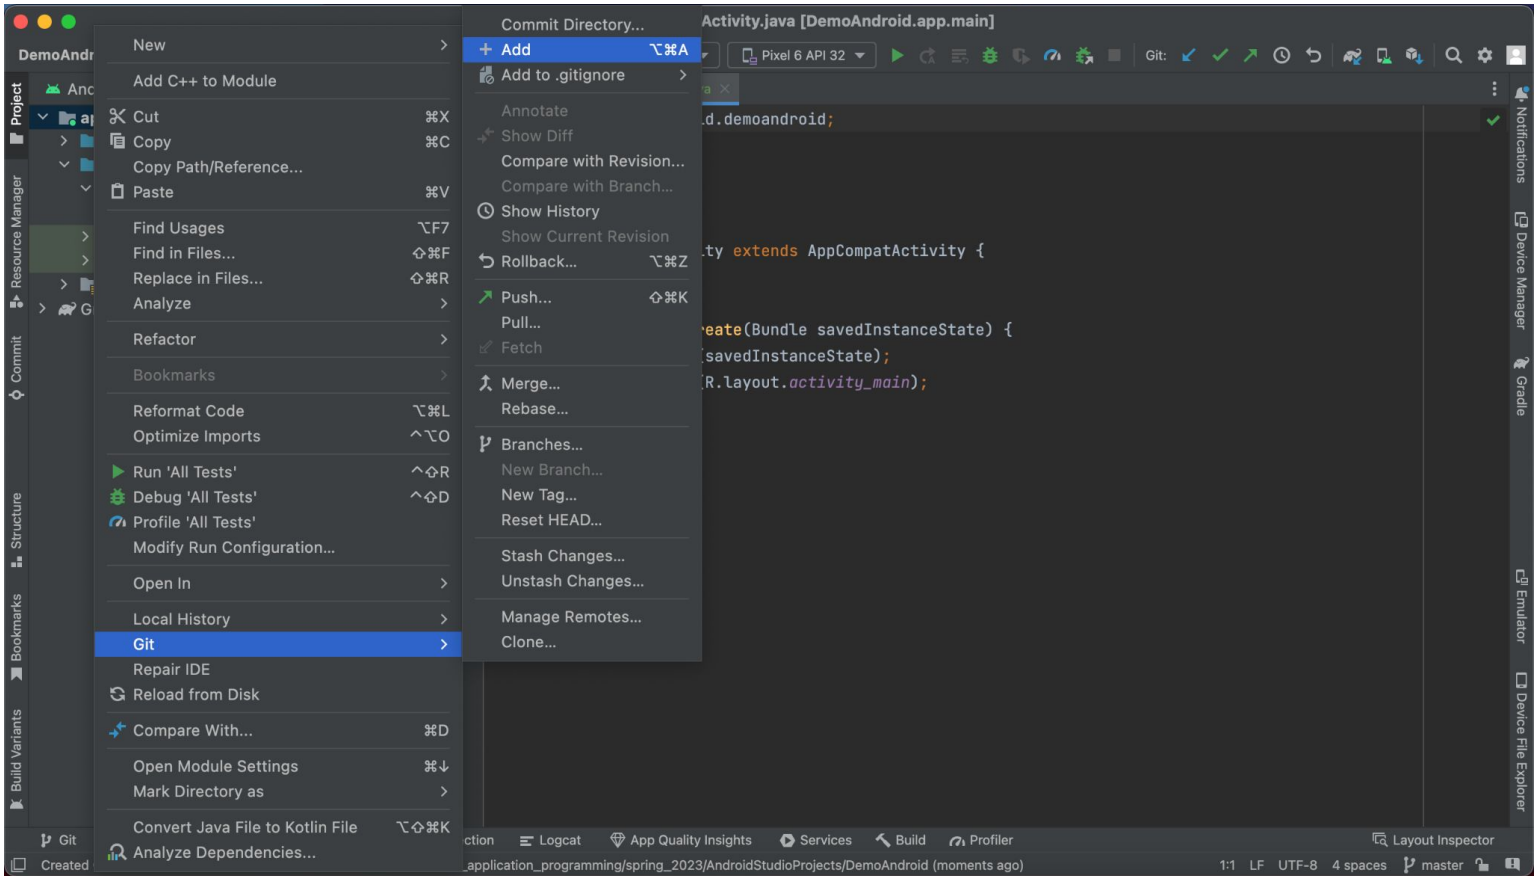 Activity.java [DemoAndroid.app.main]
DemoAndr
Pixel 6 API 32
Git:
New
Add C++ to Module
Cut ⌘X
Copy ⌘C
Copy Path/Reference...
Paste ⌘V
Find Usages ⌥F7
Find in Files... ⇧⌘F
Replace in Files... ⇧⌘R
Analyze
Refactor
Bookmarks
Reformat Code ⌥⌘L
Optimize Imports ^⌥O
Run 'All Tests' ^⇧R
Debug 'All Tests' ^⇧D
Profile 'All Tests'
Modify Run Configuration...
Open In
Local History
Git
Repair IDE
Reload from Disk
Compare With... ⌘D
Open Module Settings ⌘↓
Mark Directory as
Convert Java File to Kotlin File ⌥⇧⌘K
Analyze Dependencies...
Commit Directory...
Add ⌥⌘A
Add to .gitignore
Annotate
Show Diff
Compare with Revision...
Compare with Branch...
Show History
Show Current Revision
Rollback... ⌥⌘Z
Push... ⇧⌘K
Pull...
Fetch
Merge...
Rebase...
Branches...
New Branch...
New Tag...
Reset HEAD...
Stash Changes...
Unstash Changes...
Manage Remotes...
Clone...
d.demoandroid;
ty extends AppCompatActivity {
reate(Bundle savedInstanceState) {
(savedInstanceState);
(R.layout.activity_main);
Project
Resource Manager
Commit
Structure
Bookmarks
Build Variants
Notifications
Device Manager
Gradle
Emulator
Device File Explorer
And
ap
G
Git
ction
Logcat
App Quality Insights
Services
Build
Profiler
Layout Inspector
Created
_application_programming/spring_2023/AndroidStudioProjects/DemoAndroid (moments ago)
1:1 LF UTF-8 4 spaces master